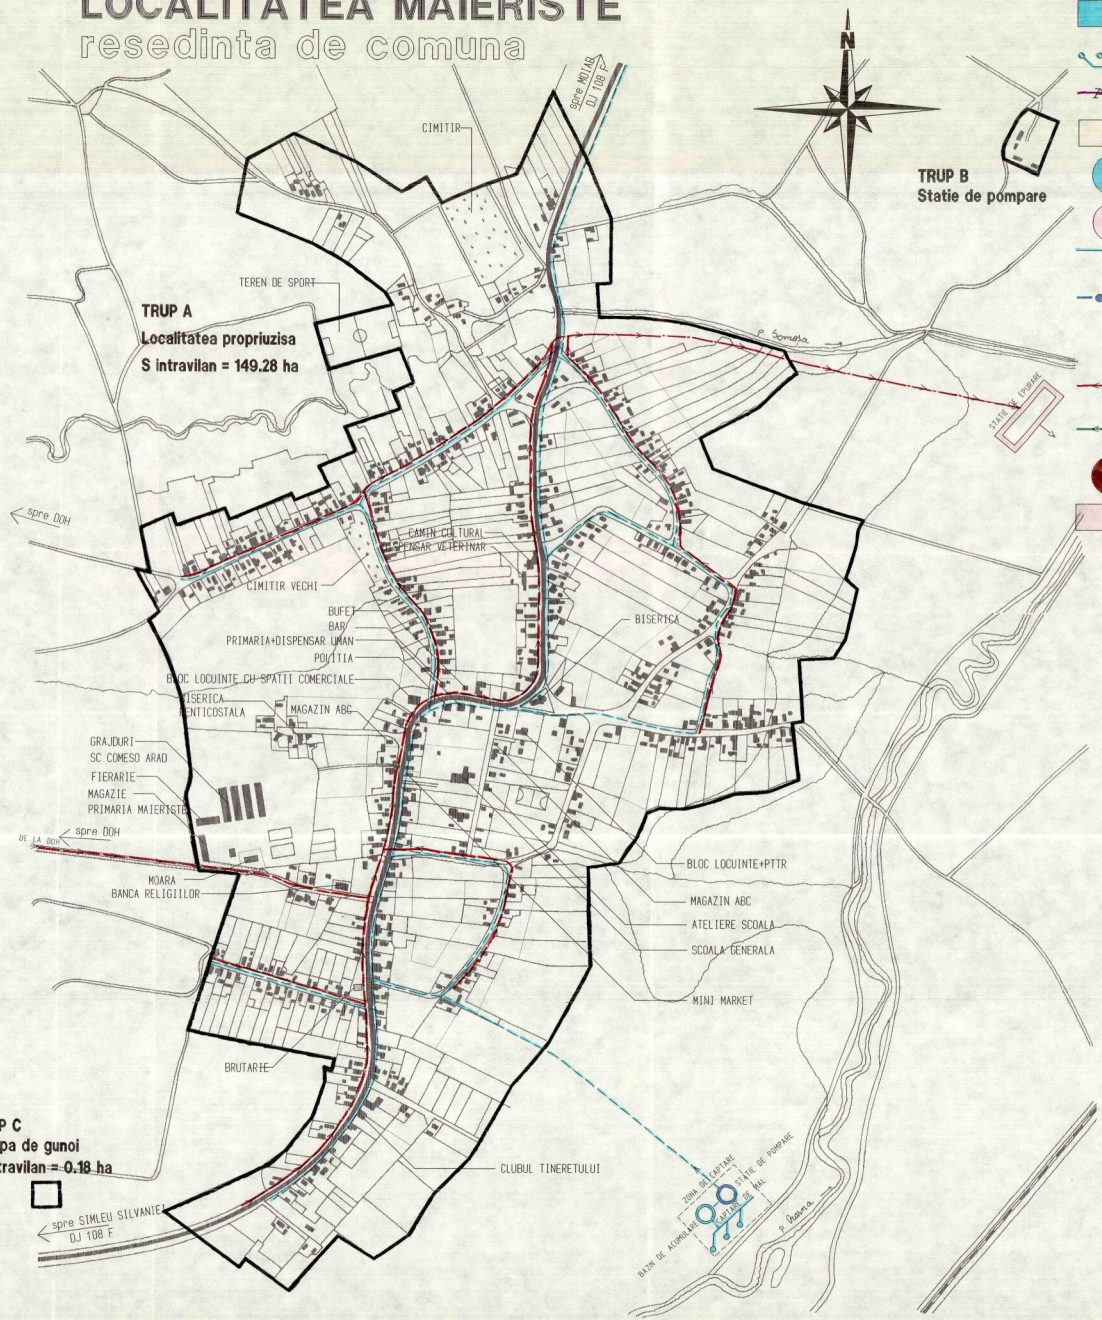 LOCALITATEA MAIERISTE
resedinta de comuna
spre MOIAD
DJ 108 F
N
CIMITIR
TRUP B
Statie de pompare
TEREN DE SPORT
TRUP A
Localitatea propriuzisa
S intravilan = 149.28 ha
STATIE DE EPURARE
spre DOH
CAMIN CULTURAL
DISPENSAR VETERINAR
CIMITIR VECHI
BUFET
BAR
PRIMARIA+DISPENSAR UMAN
POLITIA
BISERICA
BLOC LOCUINTE CU SPATII COMERCIALE
BISERICA
PENTICOSTALA
MAGAZIN ABC
GRAJDURI
SC COMESO ARAD
FIERARIE
MAGAZIE
PRIMARIA MAIERISTE
spre DOH
DE LA DOH
MOARA
BANCA RELIGIILOR
BLOC LOCUINTE+PTTR
MAGAZIN ABC
ATELIERE SCOALA
SCOALA GENERALA
MINI MARKET
BRUTARIE
P C
pa de gunoi
travilan = 0.18 ha
CLUBUL TINERETULUI
spre SIMLEU SILVANIEI
DJ 108 F
ZONA DE CAPTARE
STATIE DE POMPARE
CAPTARE DE MAL
BAZIN DE ACUMULARE